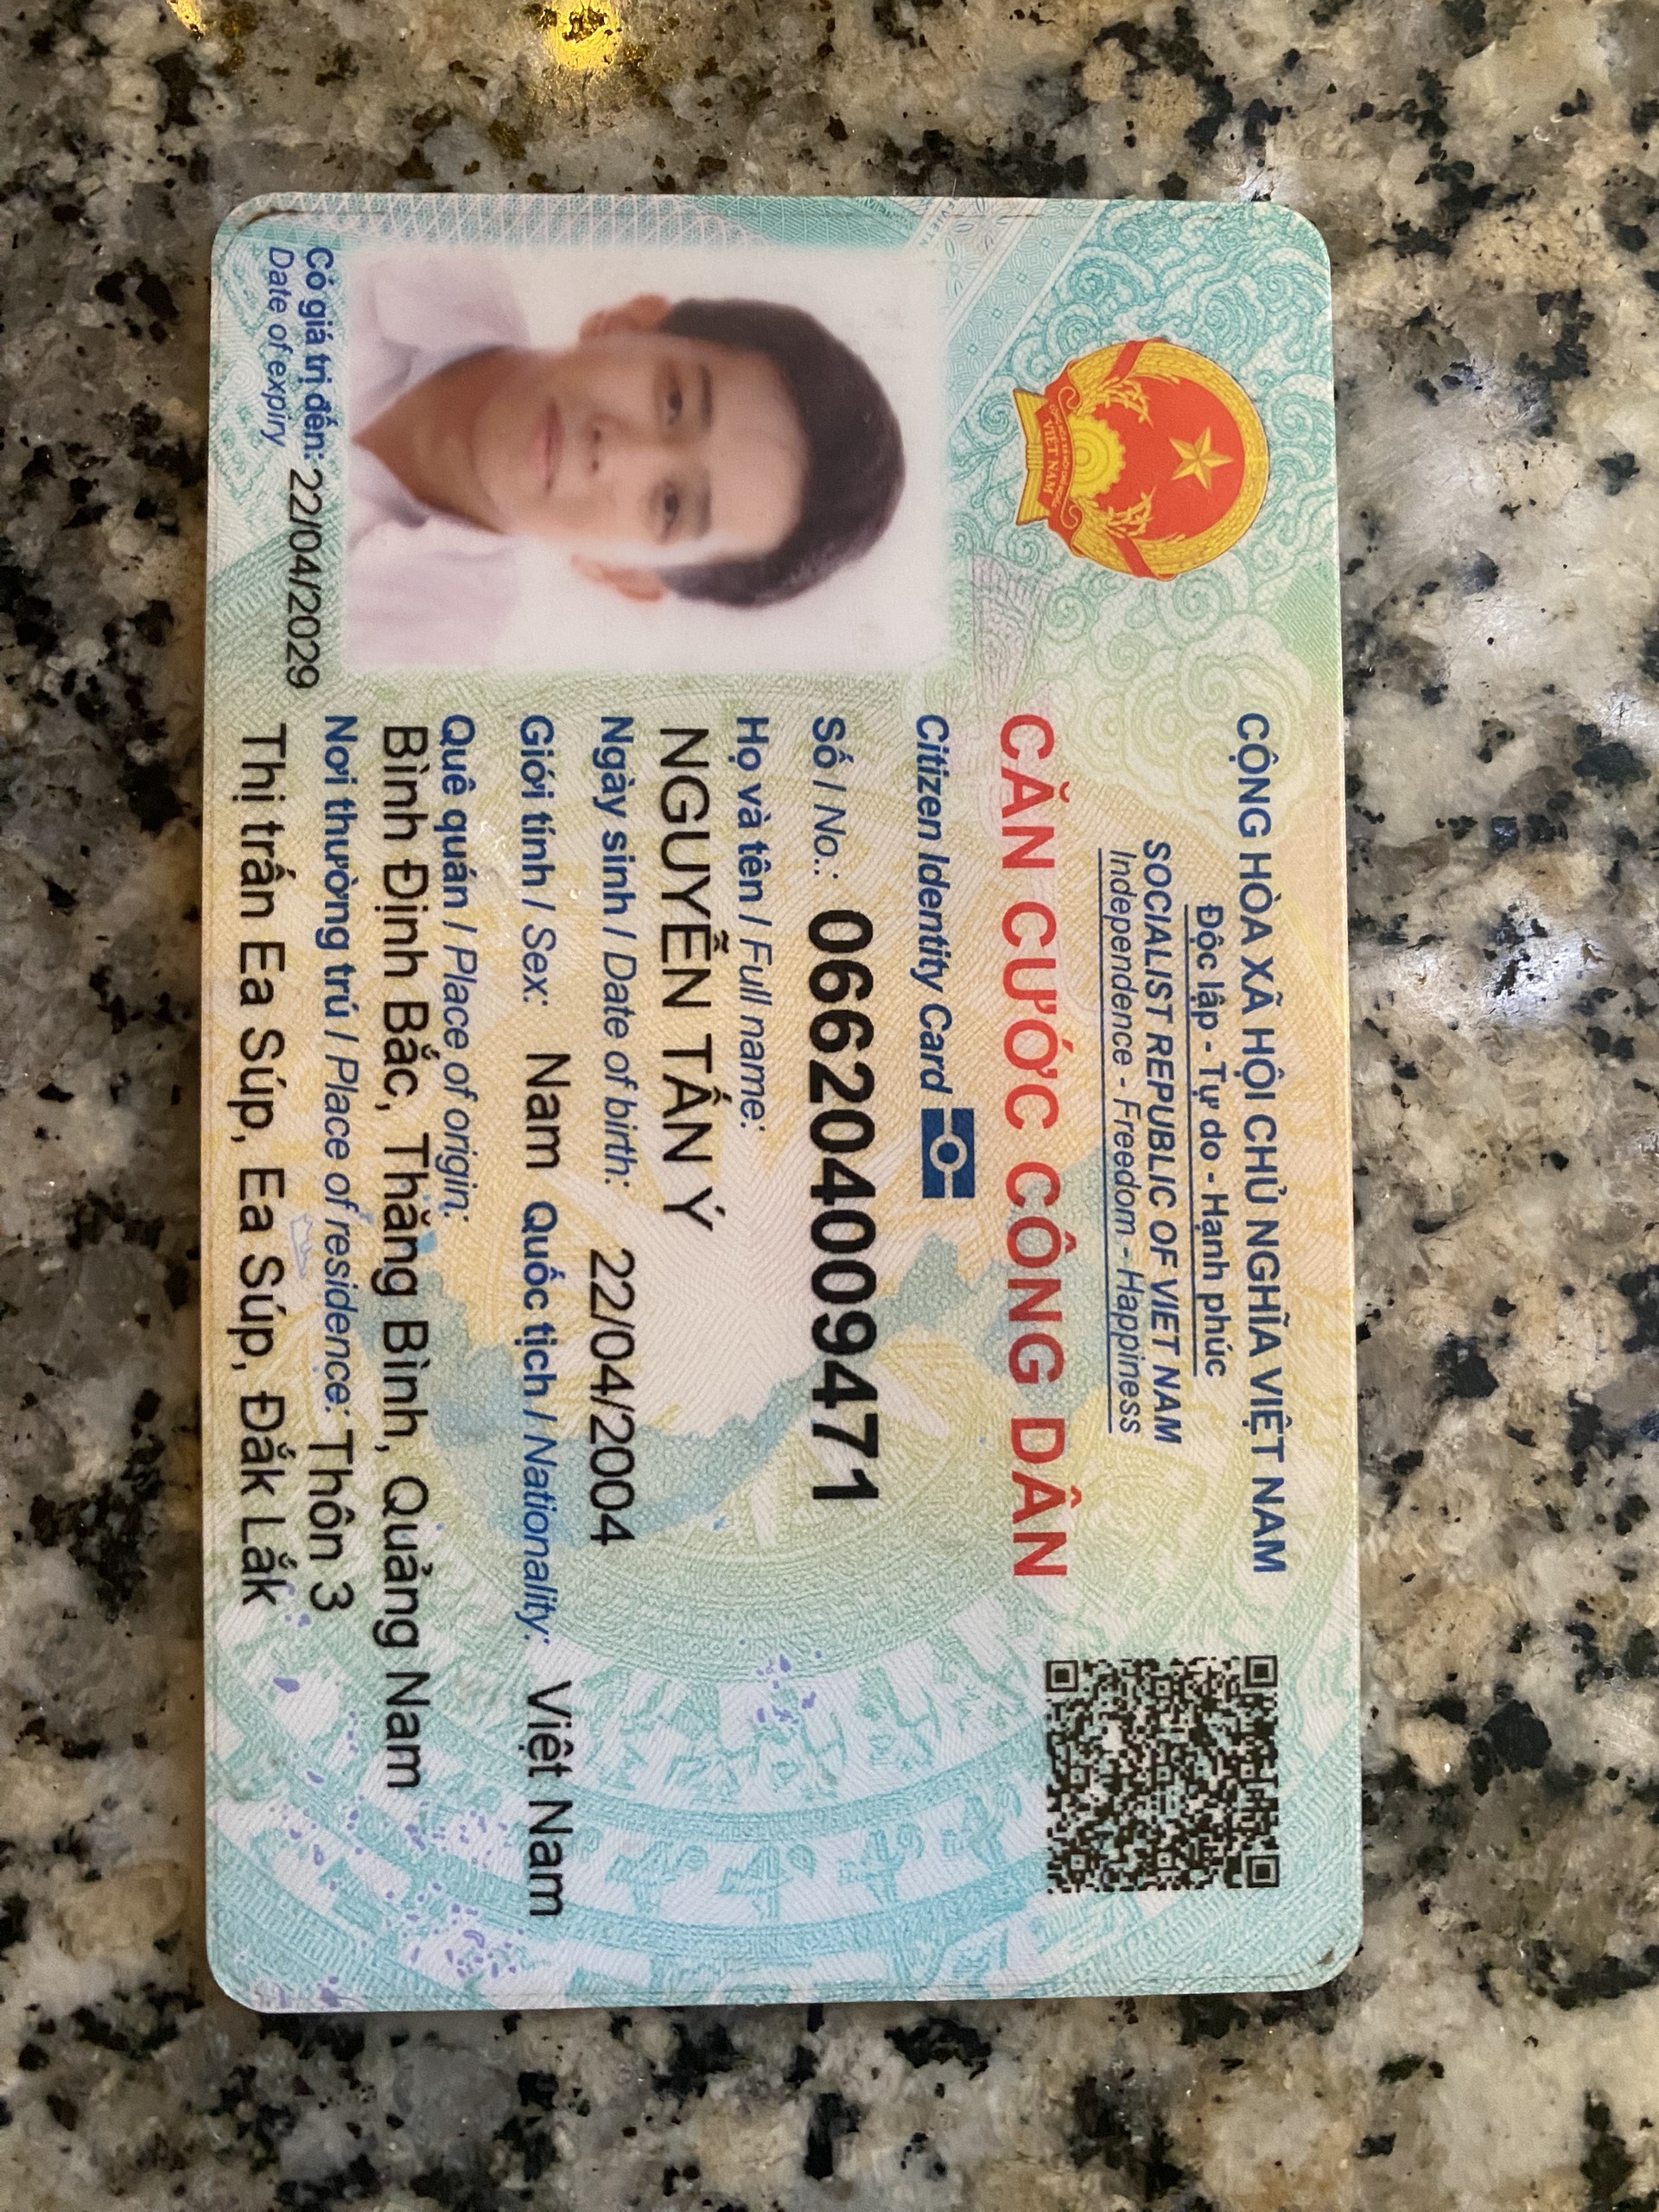 CỘNG HÒA XÃ HỘI CHỦ NGHĨA VIỆT NAM
Độc lập - Tự do - Hạnh phúc
SOCIALIST REPUBLIC OF VIET NAM
Independence - Freedom - Happiness
CĂN CƯỚC CÔNG DÂN
Citizen Identity Card
Số / No.: 066204009471
Họ và tên / Full name:
NGUYỄN TẤN Ý
Ngày sinh / Date of birth: 22/04/2004
Giới tính / Sex: Nam Quốc tịch / Nationality: Việt Nam
Quê quán / Place of origin:
Bình Định Bắc, Thăng Bình, Quảng Nam
Nơi thường trú / Place of residence: Thôn 3
Thị trấn Ea Súp, Ea Súp, Đắk Lắk
Có giá trị đến: 22/04/2029
Date of expiry
VIỆT NAM